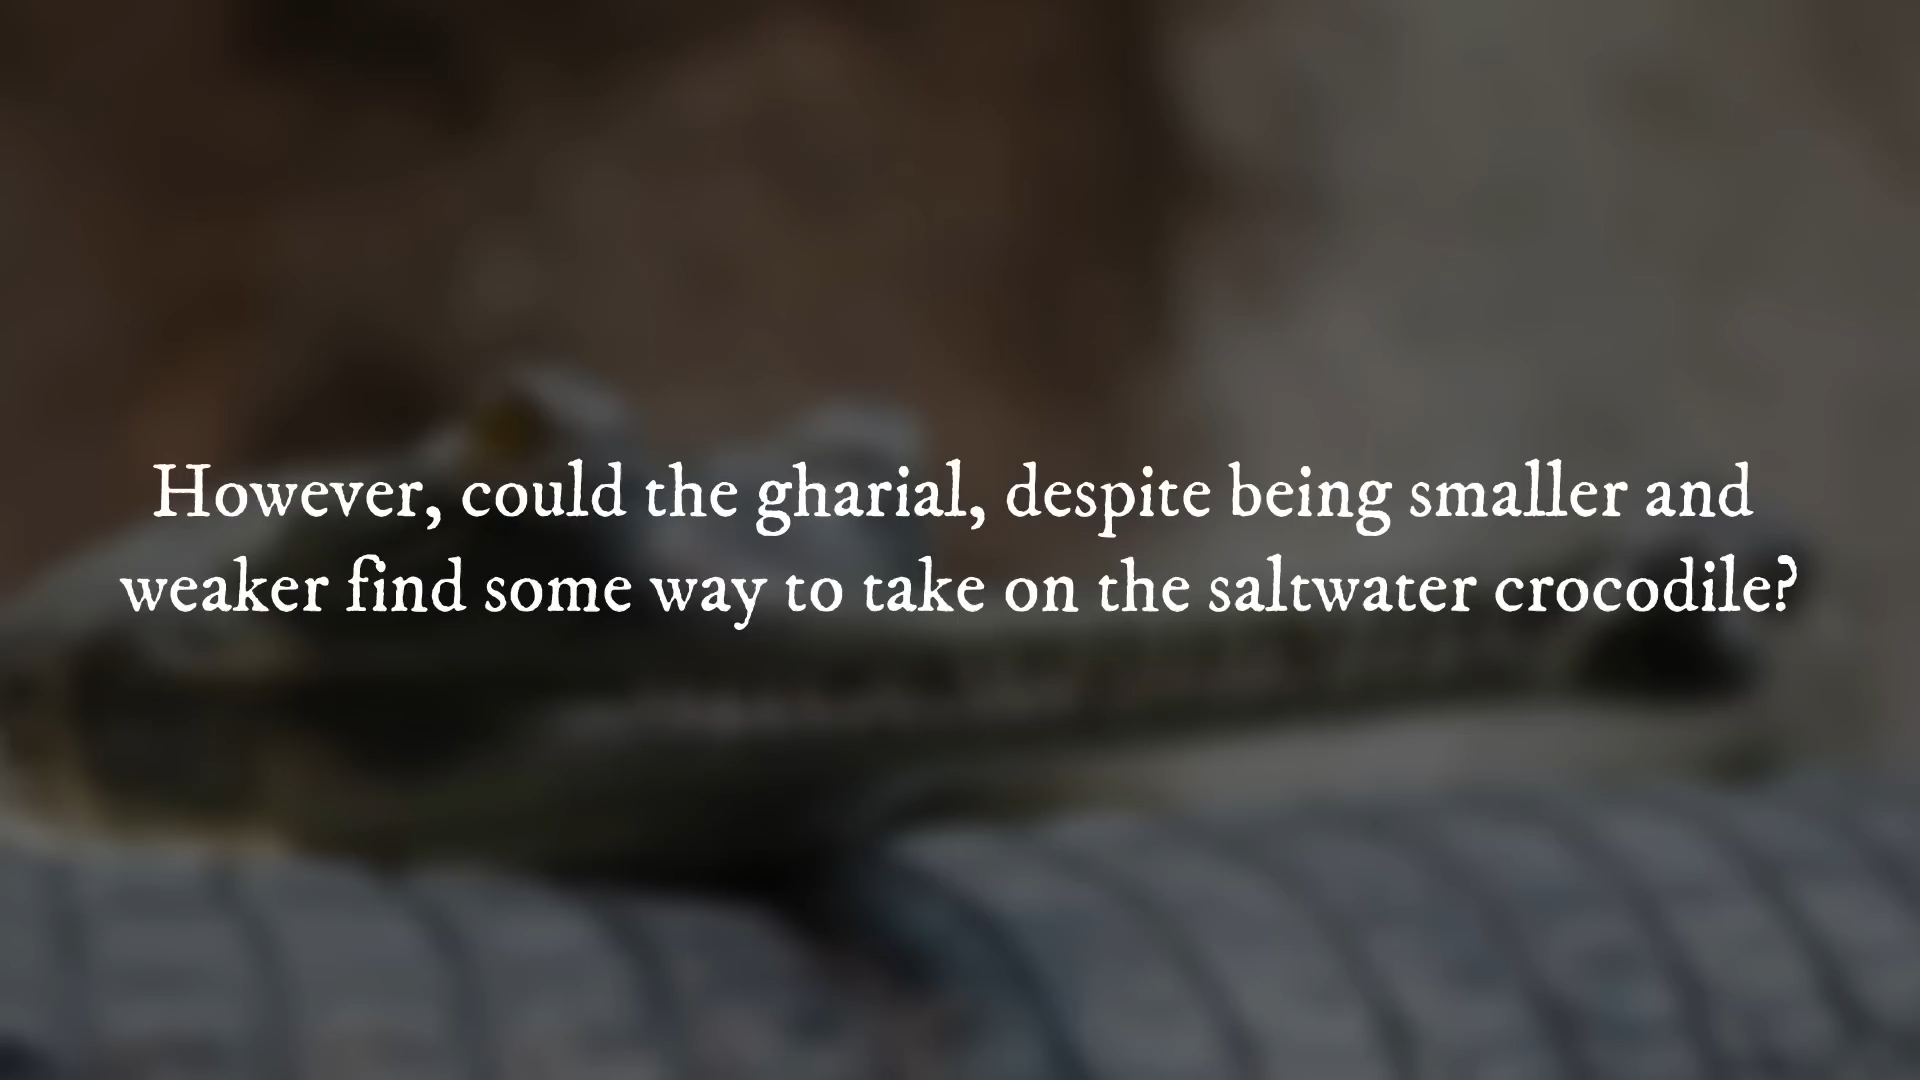 However, could the gharial, despite being smaller and
weaker find some way to take on the saltwater crocodile?